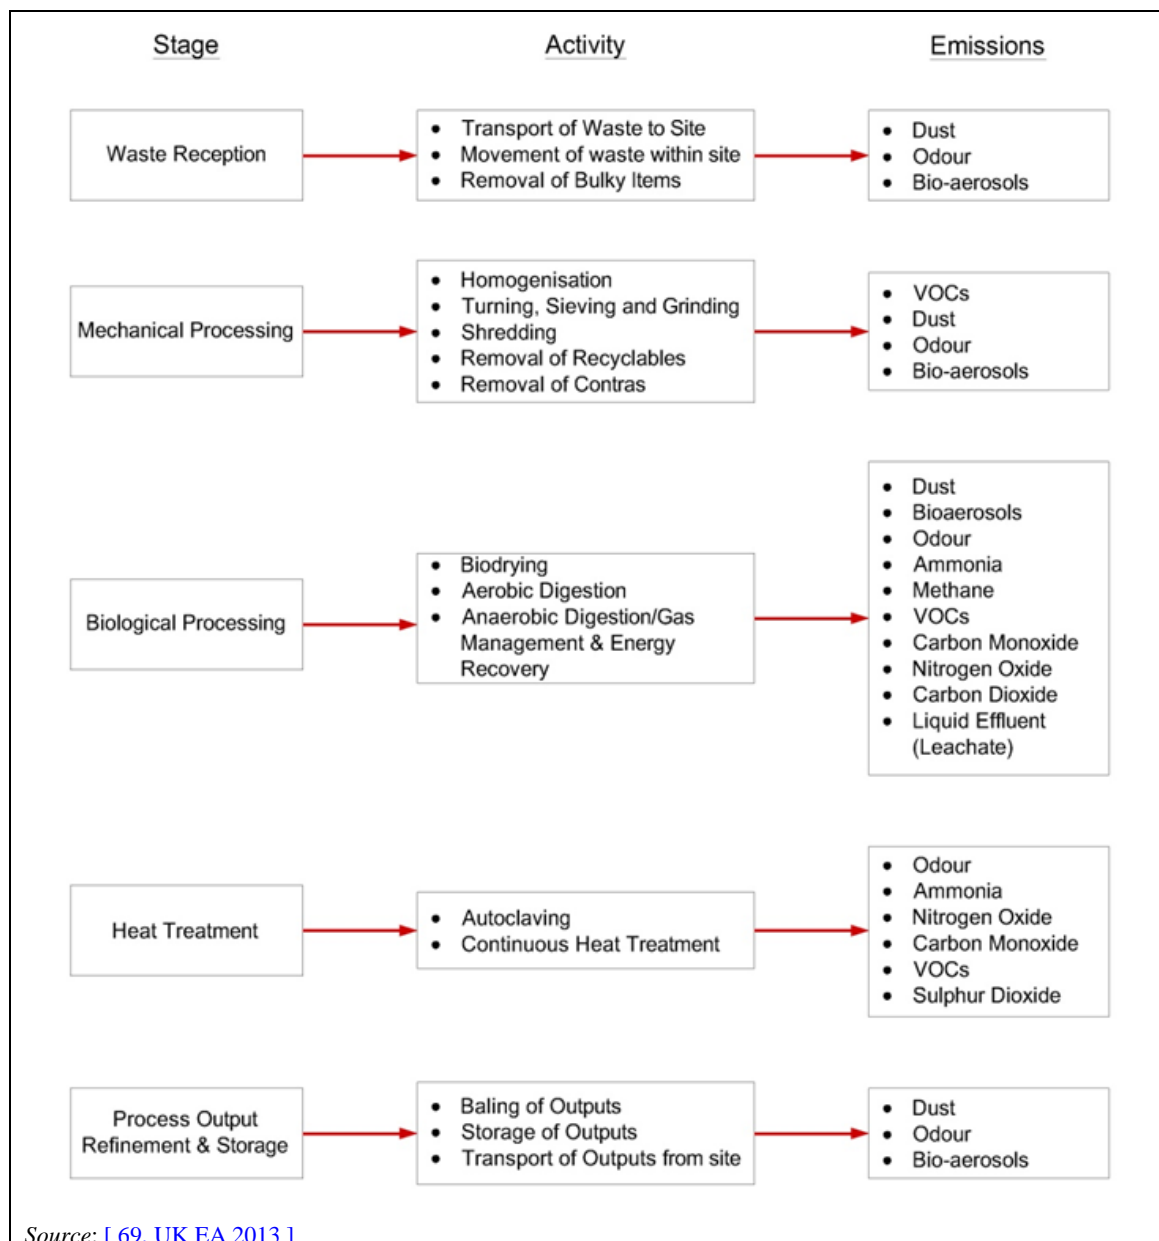 Stage
Activity
Emissions
Waste Reception
• Transport of Waste to Site
• Movement of waste within site
• Removal of Bulky Items
• Dust
• Odour
• Bio-aerosols
Mechanical Processing
• Homogenisation
• Turning, Sieving and Grinding
• Shredding
• Removal of Recyclables
• Removal of Contras
• VOCs
• Dust
• Odour
• Bio-aerosols
Biological Processing
• Biodrying
• Aerobic Digestion
• Anaerobic Digestion/Gas
Management & Energy
Recovery
• Dust
• Bioaerosols
• Odour
• Ammonia
• Methane
• VOCs
• Carbon Monoxide
• Nitrogen Oxide
• Carbon Dioxide
• Liquid Effluent
(Leachate)
Heat Treatment
• Autoclaving
• Continuous Heat Treatment
• Odour
• Ammonia
• Nitrogen Oxide
• Carbon Monoxide
• VOCs
• Sulphur Dioxide
Process Output
Refinement & Storage
• Baling of Outputs
• Storage of Outputs
• Transport of Outputs from site
• Dust
• Odour
• Bio-aerosols
Source: [ 69, UK EA 2013 ]